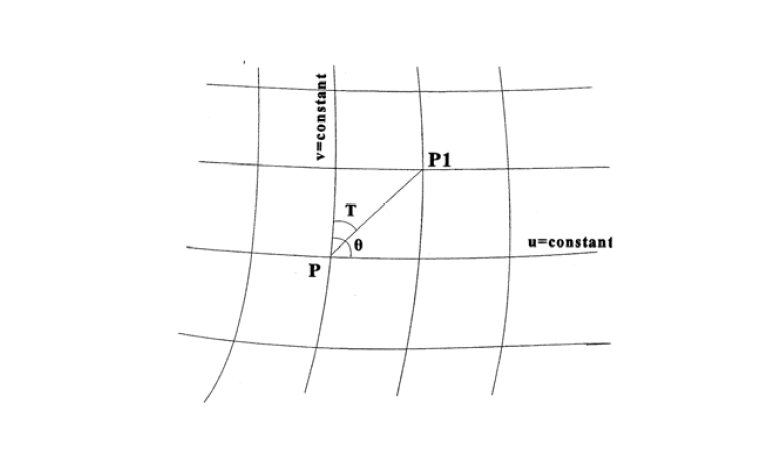 v=constant
P1
T
θ
u=constant
P